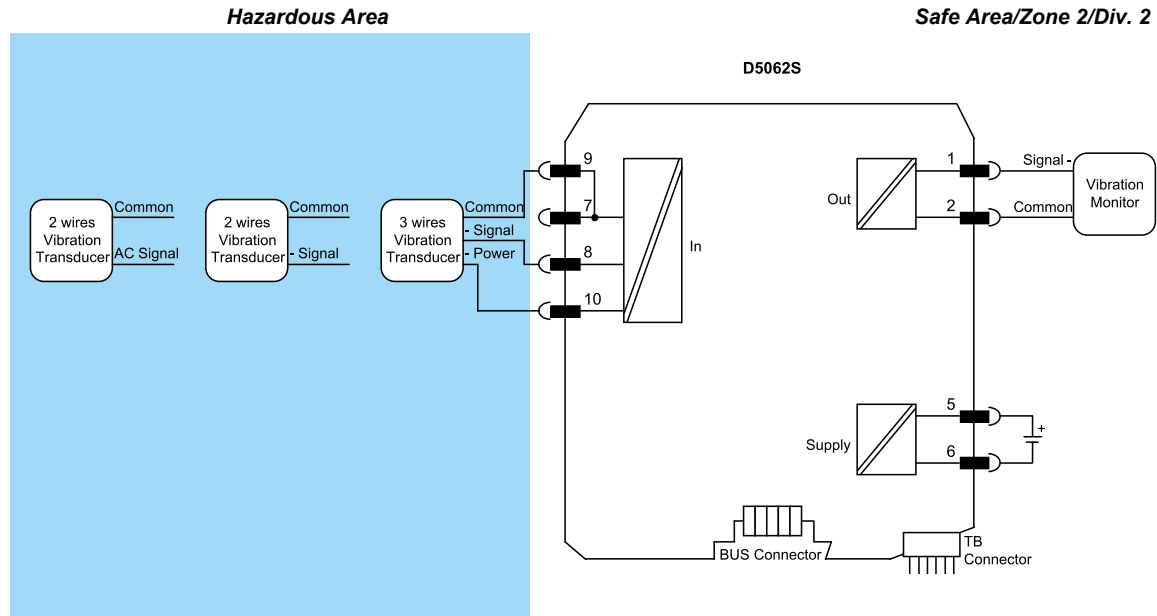 Hazardous Area
Safe Area/Zone 2/Div. 2
D5062S
2 wires
Vibration
Transducer
Common
AC Signal
2 wires
Vibration
Transducer
Common
- Signal
3 wires
Vibration
Transducer
Common
- Signal
- Power
9
7
8
10
In
Out
1
2
Signal -
Common
Vibration
Monitor
Supply
5
6
+
BUS Connector
TB
Connector